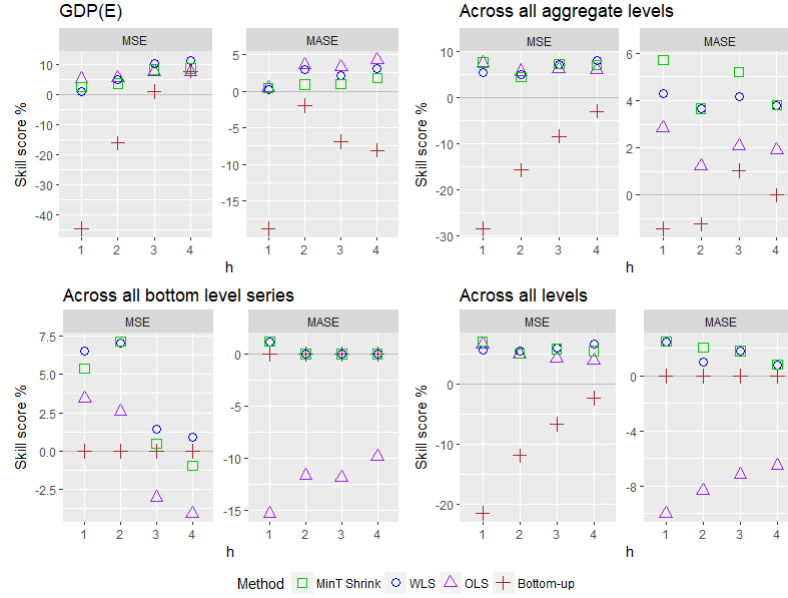 GDP(E)
MSE
MASE
Skill score %
10
0
-10
-20
-30
-40
5
0
-5
-10
-15
1 2 3 4
1 2 3 4
h
Across all aggregate levels
MSE
MASE
Skill score %
10
0
-10
-20
-30
6
4
2
0
1 2 3 4
1 2 3 4
h
Across all bottom level series
MSE
MASE
Skill score %
7.5
5.0
2.5
0.0
-2.5
0
-5
-10
-15
1 2 3 4
1 2 3 4
h
Across all levels
MSE
MASE
Skill score %
0
-10
-20
0
-4
-8
1 2 3 4
1 2 3 4
h
Method MinT Shrink WLS OLS Bottom-up